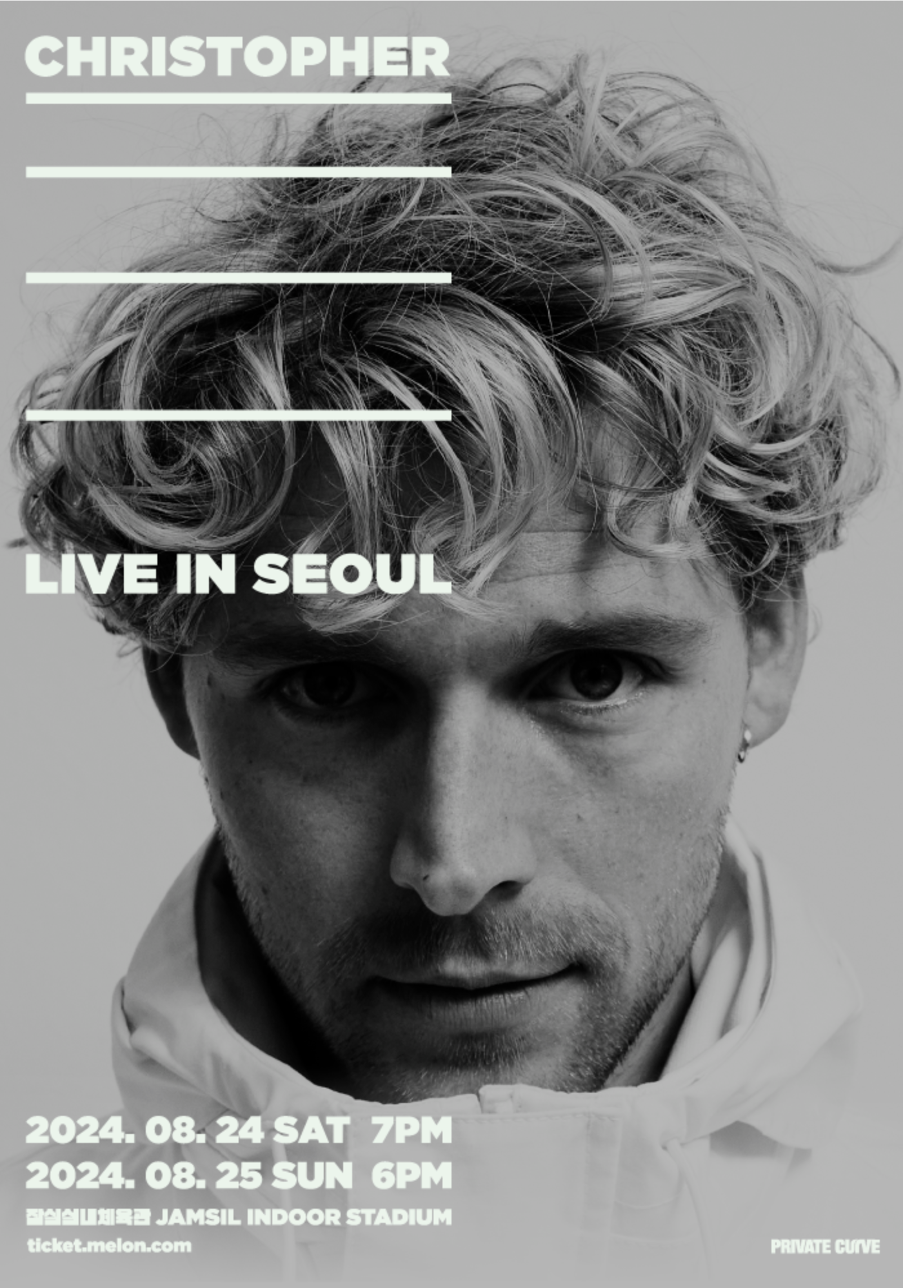 CHRISTOPHER
LIVE IN SEOUL
2024. 08. 24 SAT 7PM
2024. 08. 25 SUN 6PM
잠실실내체육관 JAMSIL INDOOR STADIUM
ticket.melon.com
PRIVATE CURVE